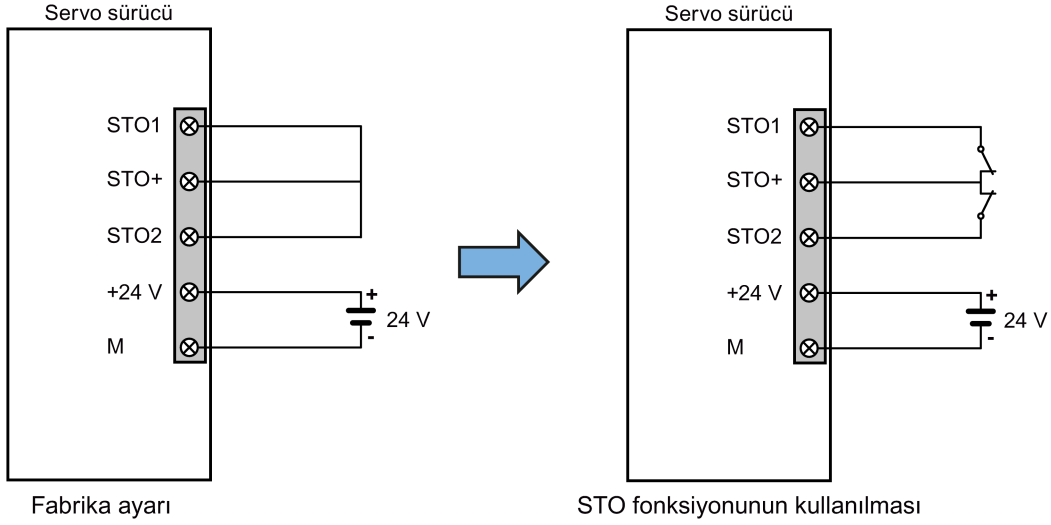 Servo sürücü
STO1
STO+
STO2
+24 V
M
+
24 V
-
Fabrika ayarı
Servo sürücü
STO1
STO+
STO2
+24 V
M
+
24 V
-
STO fonksiyonunun kullanılması